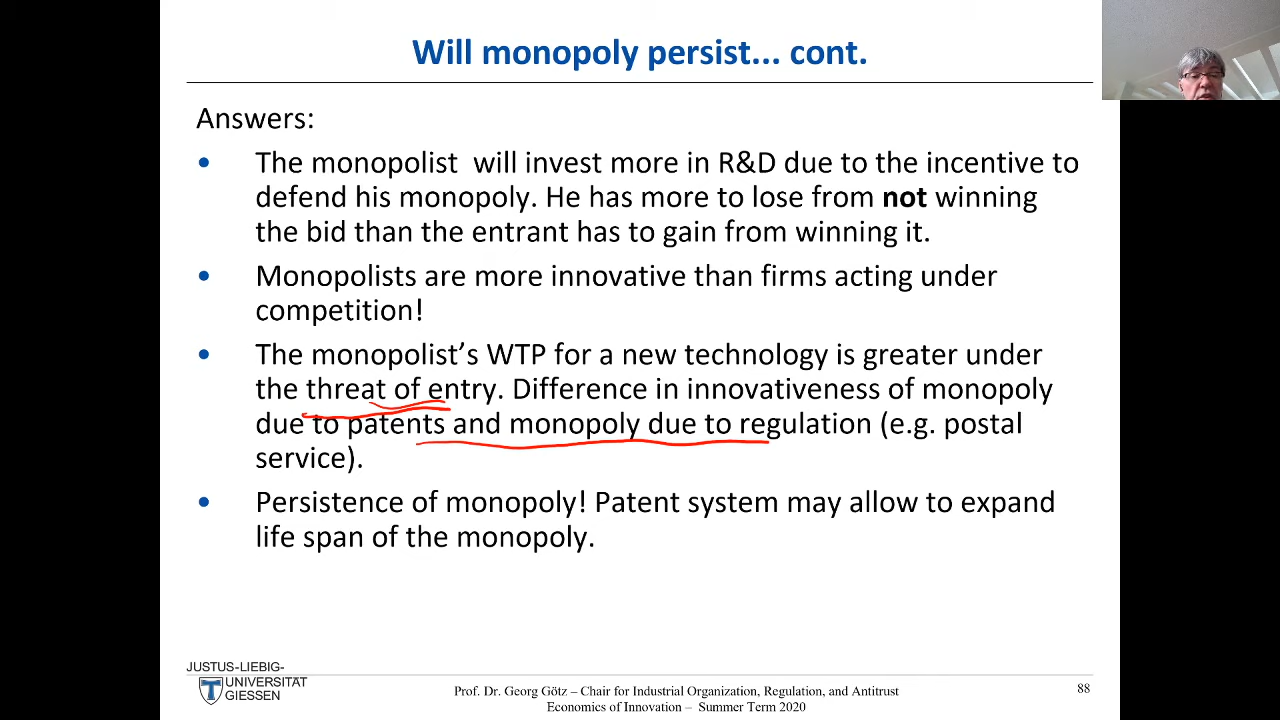 Will monopoly persist... cont.
Answers:
• The monopolist will invest more in R&D due to the incentive to
defend his monopoly. He has more to lose from not winning
the bid than the entrant has to gain from winning it.
• Monopolists are more innovative than firms acting under
competition!
• The monopolist's WTP for a new technology is greater under
the threat of entry. Difference in innovativeness of monopoly
due to patents and monopoly due to regulation (e.g. postal
service).
• Persistence of monopoly! Patent system may allow to expand
life span of the monopoly.
JUSTUS-LIEBIG-
UNIVERSITÄT
GIESSEN
Prof. Dr. Georg Götz – Chair for Industrial Organization, Regulation, and Antitrust
Economics of Innovation – Summer Term 2020
88